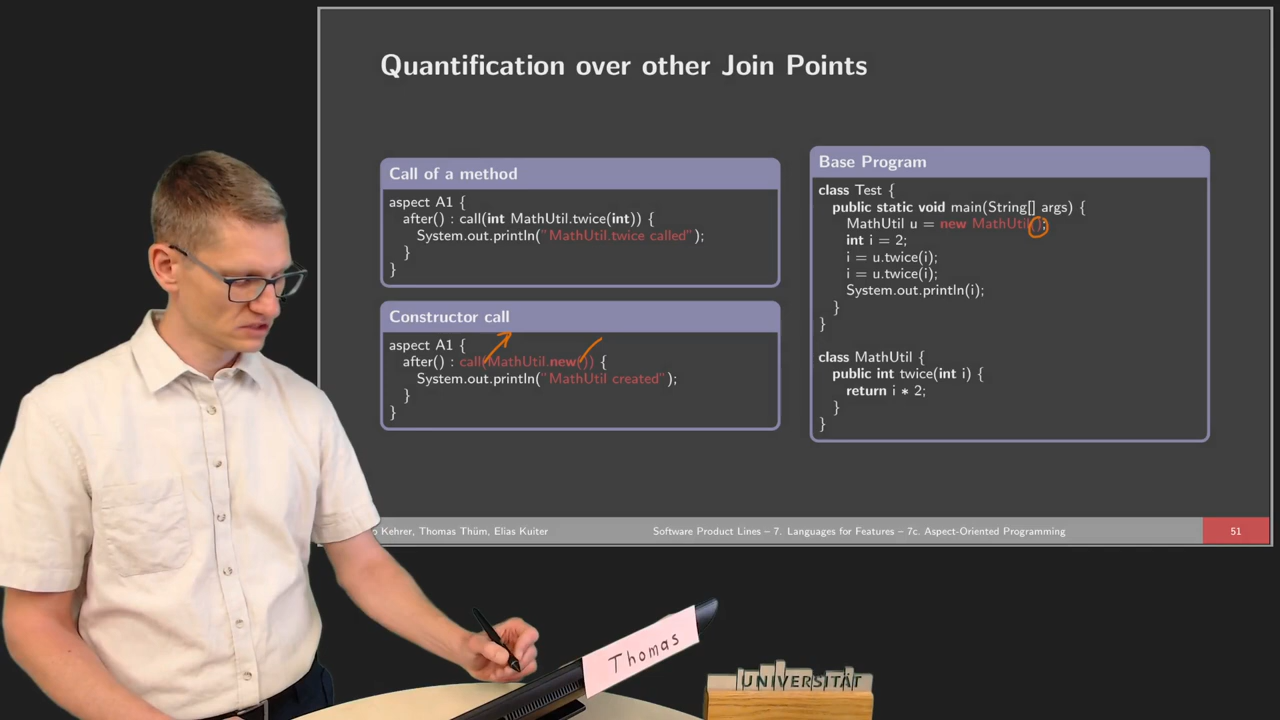 Quantification over other Join Points
Call of a method
aspect A1 {
after() : call(int MathUtil.twice(int)) {
System.out.println("MathUtil.twice called");
}
}
Constructor call
aspect A1 {
after() : call(MathUtil.new()) {
System.out.println("MathUtil created");
}
}
Base Program
class Test {
public static void main(String[] args) {
MathUtil u = new MathUtil();
int i = 2;
i = u.twice(i);
i = u.twice(i);
System.out.println(i);
}
}
class MathUtil {
public int twice(int i) {
return i * 2;
}
}
Kehrer, Thomas Thüm, Elias Kuiter
Software Product Lines – 7. Languages for Features – 7c. Aspect-Oriented Programming
51
Thomas
UNIVERSITÄT